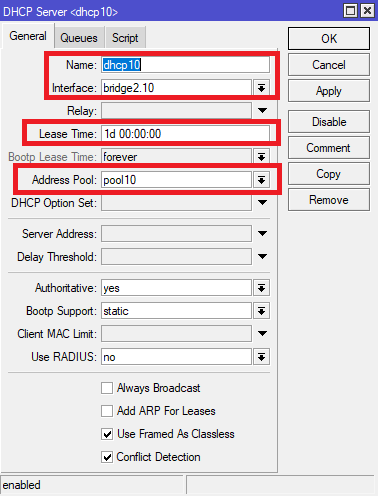 DHCP Server <dhcp10>
General Queues Script
Name: dhcp10
Interface: bridge2.10
Relay:
Lease Time: 1d 00:00:00
Bootp Lease Time: forever
Address Pool: pool10
DHCP Option Set:
Server Address:
Delay Threshold:
Authoritative: yes
Bootp Support: static
Client MAC Limit:
Use RADIUS: no
Always Broadcast
Add ARP For Leases
Use Framed As Classless
Conflict Detection
OK
Cancel
Apply
Disable
Comment
Copy
Remove
enabled